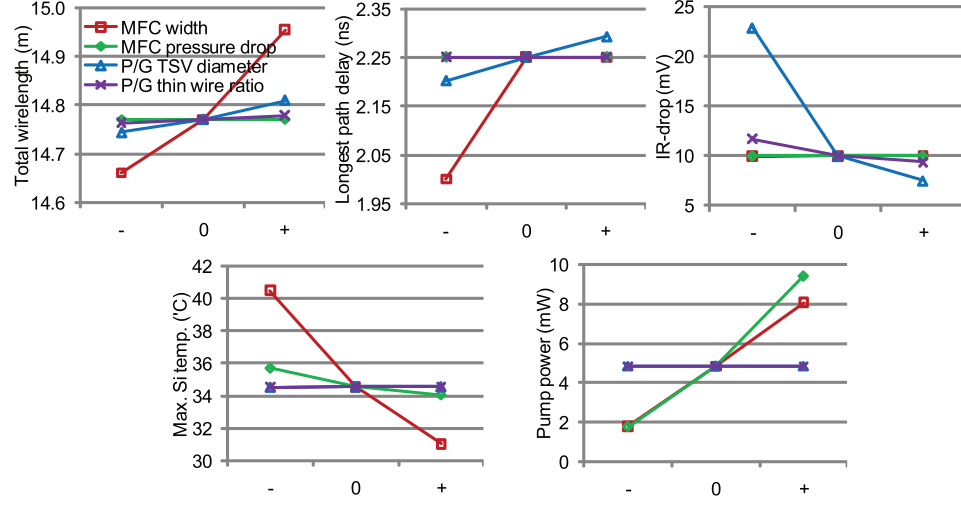 Total wirelength (m)
15.0
14.9
14.8
14.7
14.6
MFC width
MFC pressure drop
P/G TSV diameter
P/G thin wire ratio
- 0 +
Longest path delay (ns)
2.35
2.25
2.15
2.05
1.95
- 0 +
IR-drop (mV)
25
20
15
10
5
- 0 +
Max. Si temp. ('C)
42
40
38
36
34
32
30
- 0 +
Pump power (mW)
10
8
6
4
2
0
- 0 +